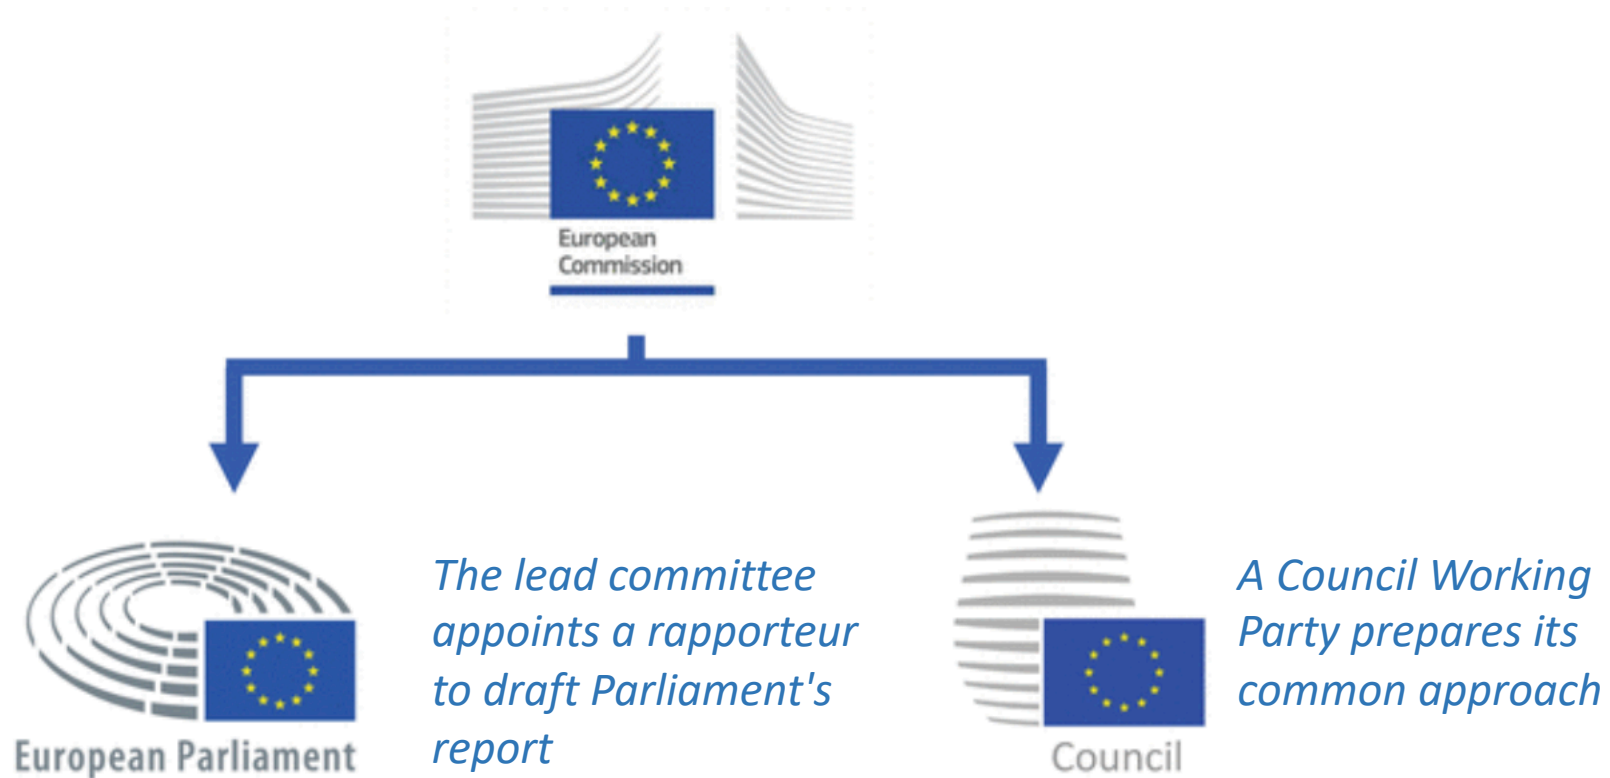 European
Commission
The lead committee
appoints a rapporteur
to draft Parliament's
report
European Parliament
A Council Working
Party prepares its
common approach
Council